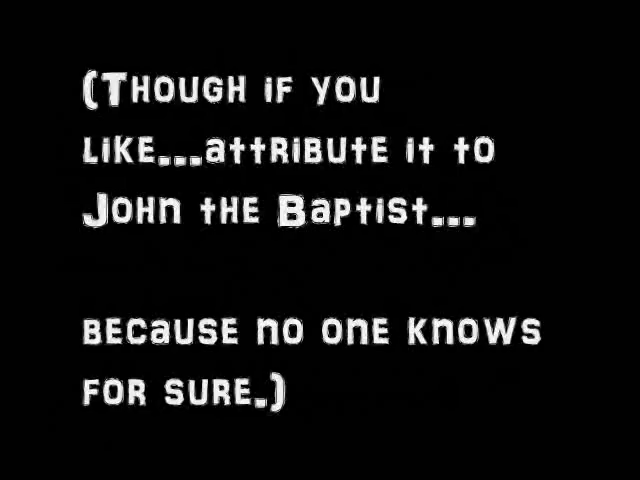 (Though if you
like...attribute it to
John the Baptist...
because no one knows
for sure.)